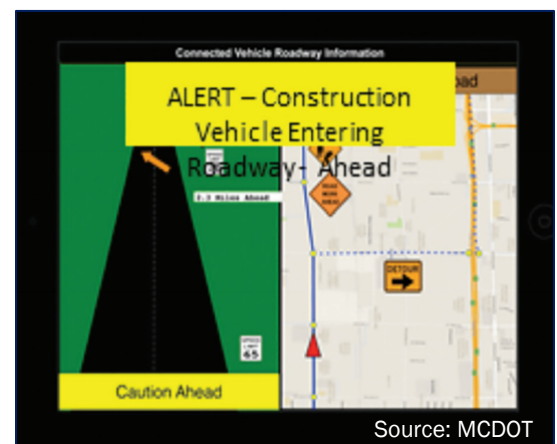 Connected Vehicle Roadway Information
ALERT – Construction
Vehicle Entering
Roadway- Ahead
oad
2.3 Miles Ahead
ROAD
WORK
AHEAD
DETOUR
SPEED
LIMIT
65
Caution Ahead
Source: MCDOT